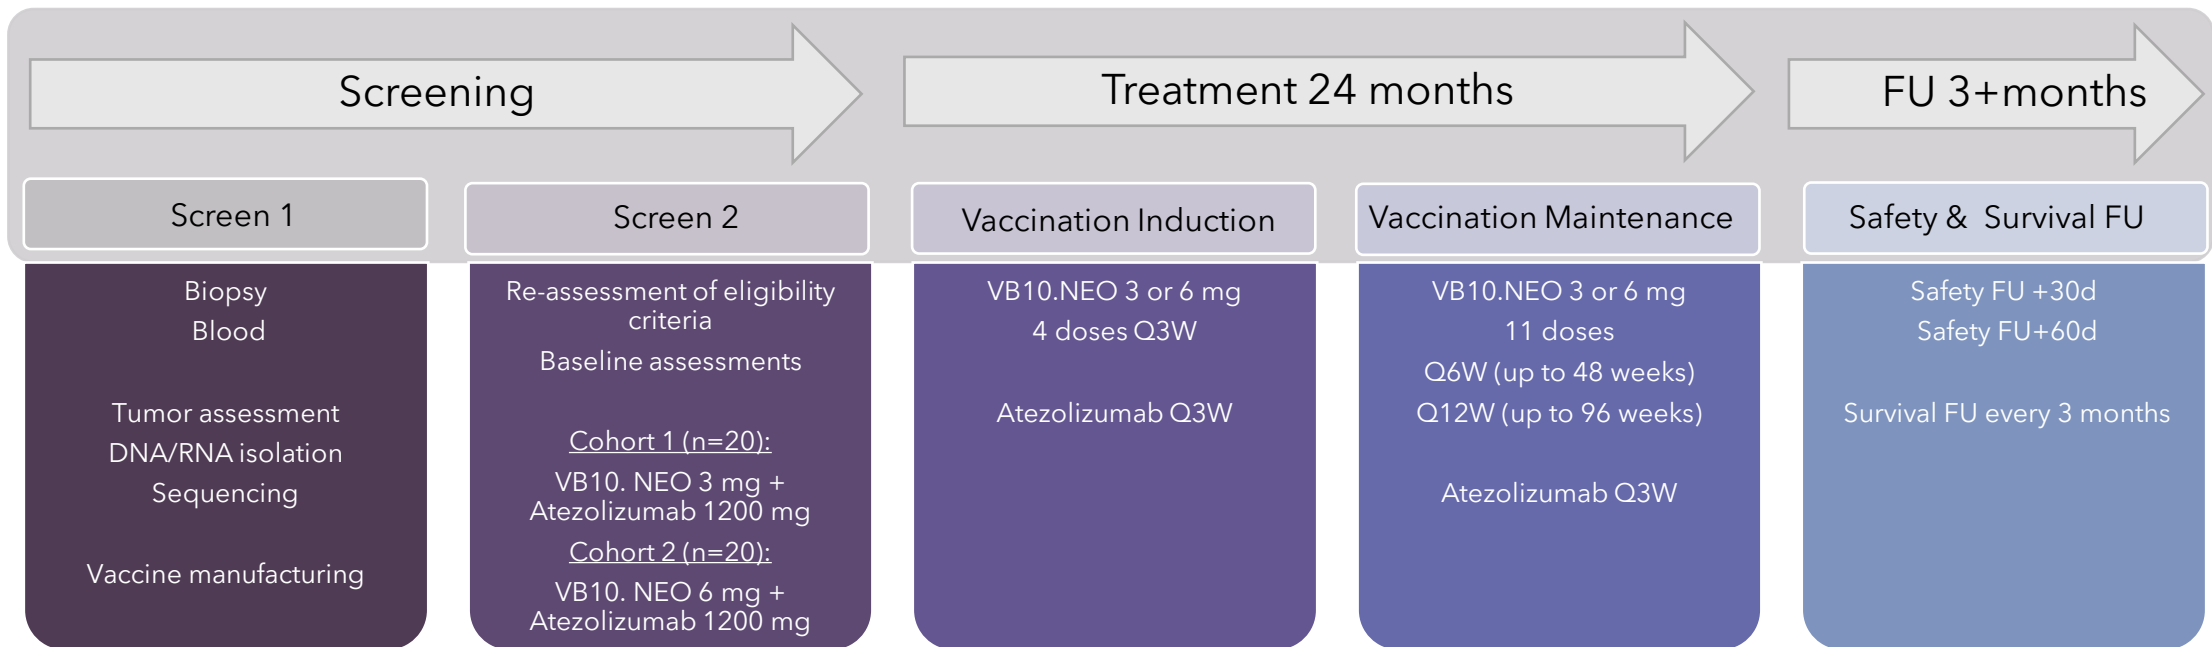 Screening
Treatment 24 months
FU 3+months
Screen 1
Screen 2
Vaccination Induction
Vaccination Maintenance
Safety & Survival FU
Biopsy
Blood
Tumor assessment
DNA/RNA isolation
Sequencing
Vaccine manufacturing
Re-assessment of eligibility
criteria
Baseline assessments
Cohort 1 (n=20):
VB10. NEO 3 mg +
Atezolizumab 1200 mg
Cohort 2 (n=20):
VB10. NEO 6 mg +
Atezolizumab 1200 mg
VB10.NEO 3 or 6 mg
4 doses Q3W
Atezolizumab Q3W
VB10.NEO 3 or 6 mg
11 doses
Q6W (up to 48 weeks)
Q12W (up to 96 weeks)
Atezolizumab Q3W
Safety FU +30d
Safety FU+60d
Survival FU every 3 months